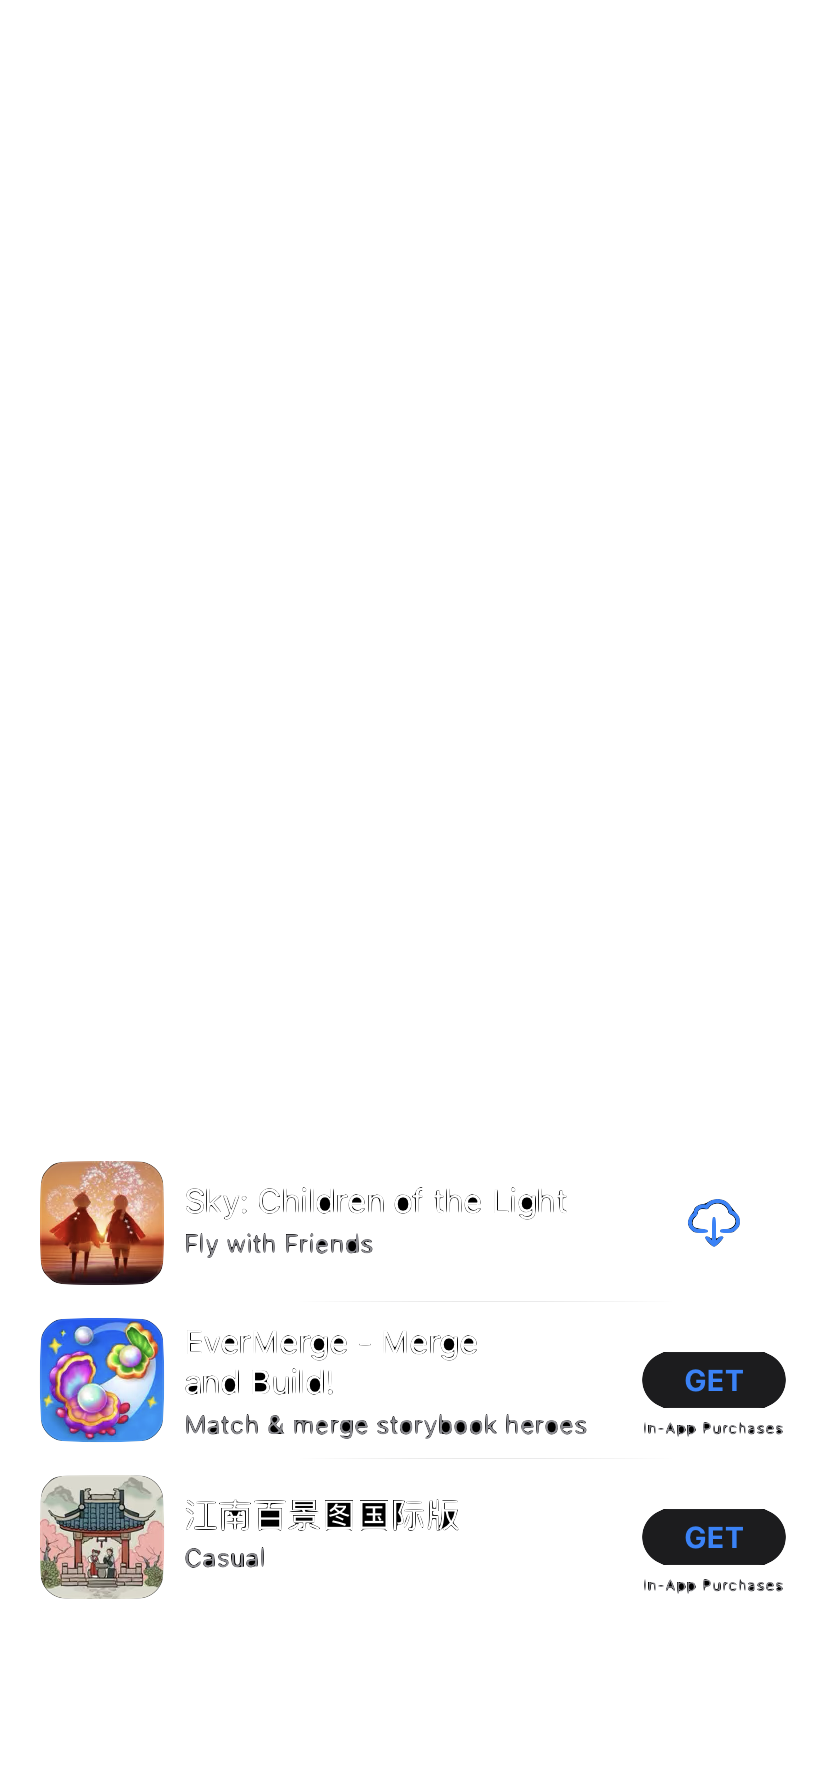 Sky: Children of the Light
Fly with Friends
EverMerge - Merge
and Build!
Match & merge storybook heroes
GET
In-App Purchases
江南百景图国际版
Casual
GET
In-App Purchases